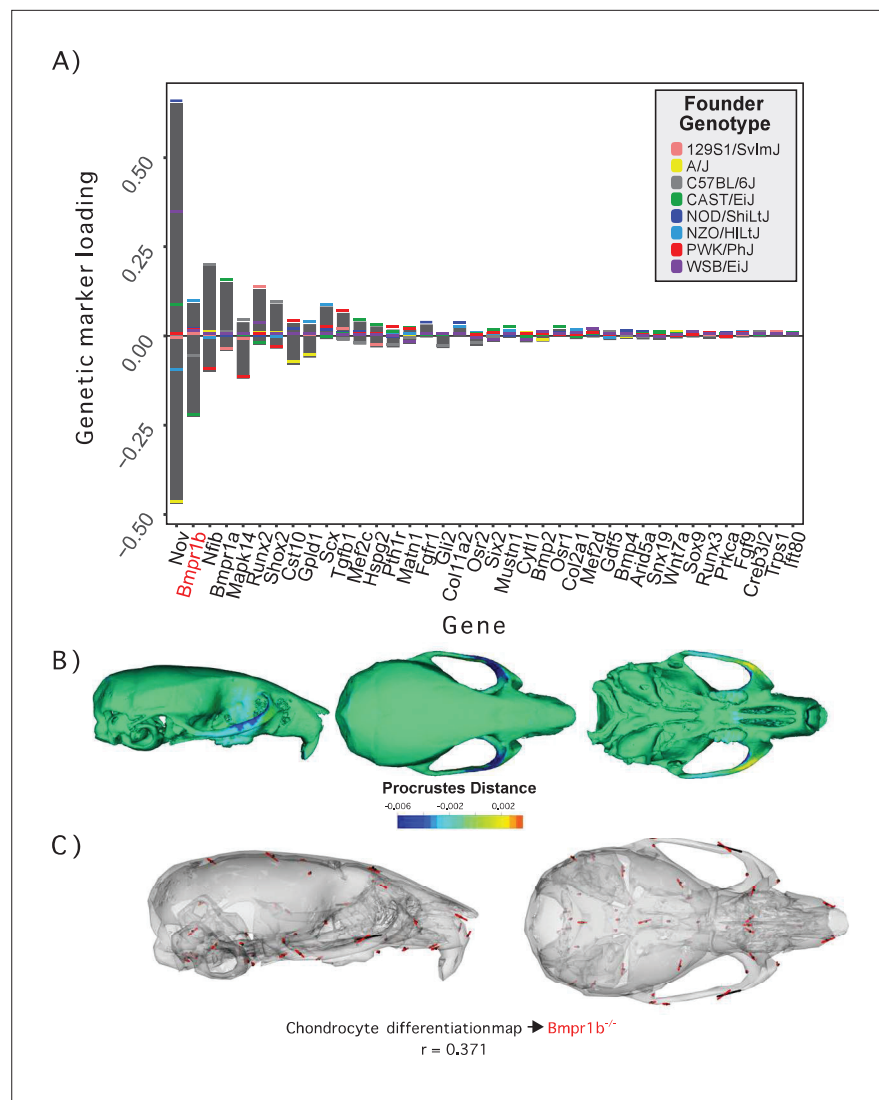 A)
Genetic marker loading
0.50
0.25
0.00
−0.25
−0.50
Founder
Genotype
129S1/SvImJ
A/J
C57BL/6J
CAST/EiJ
NOD/ShiLtJ
NZO/HlLtJ
PWK/PhJ
WSB/EiJ
Nov
Bmpr1b
Nfib
Bmpr1a
Mapk14
Runx2
Shox2
Cst10
Gpld1
Scx
Tgfb1
Mef2c
Hspg2
Pth1r
Matn1
Fgfr1
Gli2
Col11a2
Osr2
Six2
Mustn1
Cytl1
Bmp2
Osr1
Col2a1
Mef2d
Gdf5
Bmp4
Arid5a
Snx19
Wnt7a
Sox9
Runx3
Prkca
Fgf9
Creb3l2
Trps1
Ift80
Gene
B)
Procrustes Distance
-0.006 -0.002 0.002
C)
Chondrocyte differentiationmap → Bmpr1b-/-
r = 0.371